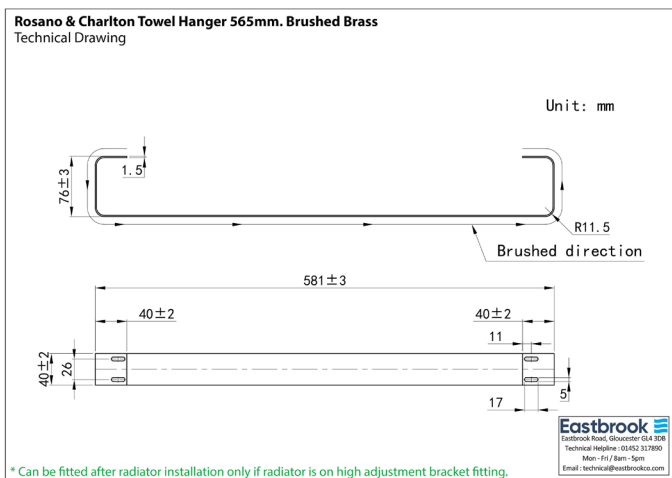 Rosano & Charlton Towel Hanger 565mm. Brushed Brass
Technical Drawing
Unit: mm
76±3
1.5
R11.5
Brushed direction
581±3
40±2
40±2
11
40±2
26
17
5
Eastbrook
Eastbrook Road, Gloucester GL4 3DB
Technical Helpline : 01452 317890
Mon - Fri / 8am - 5pm
Email : technical@eastbrookco.com
* Can be fitted after radiator installation only if radiator is on high adjustment bracket fitting.